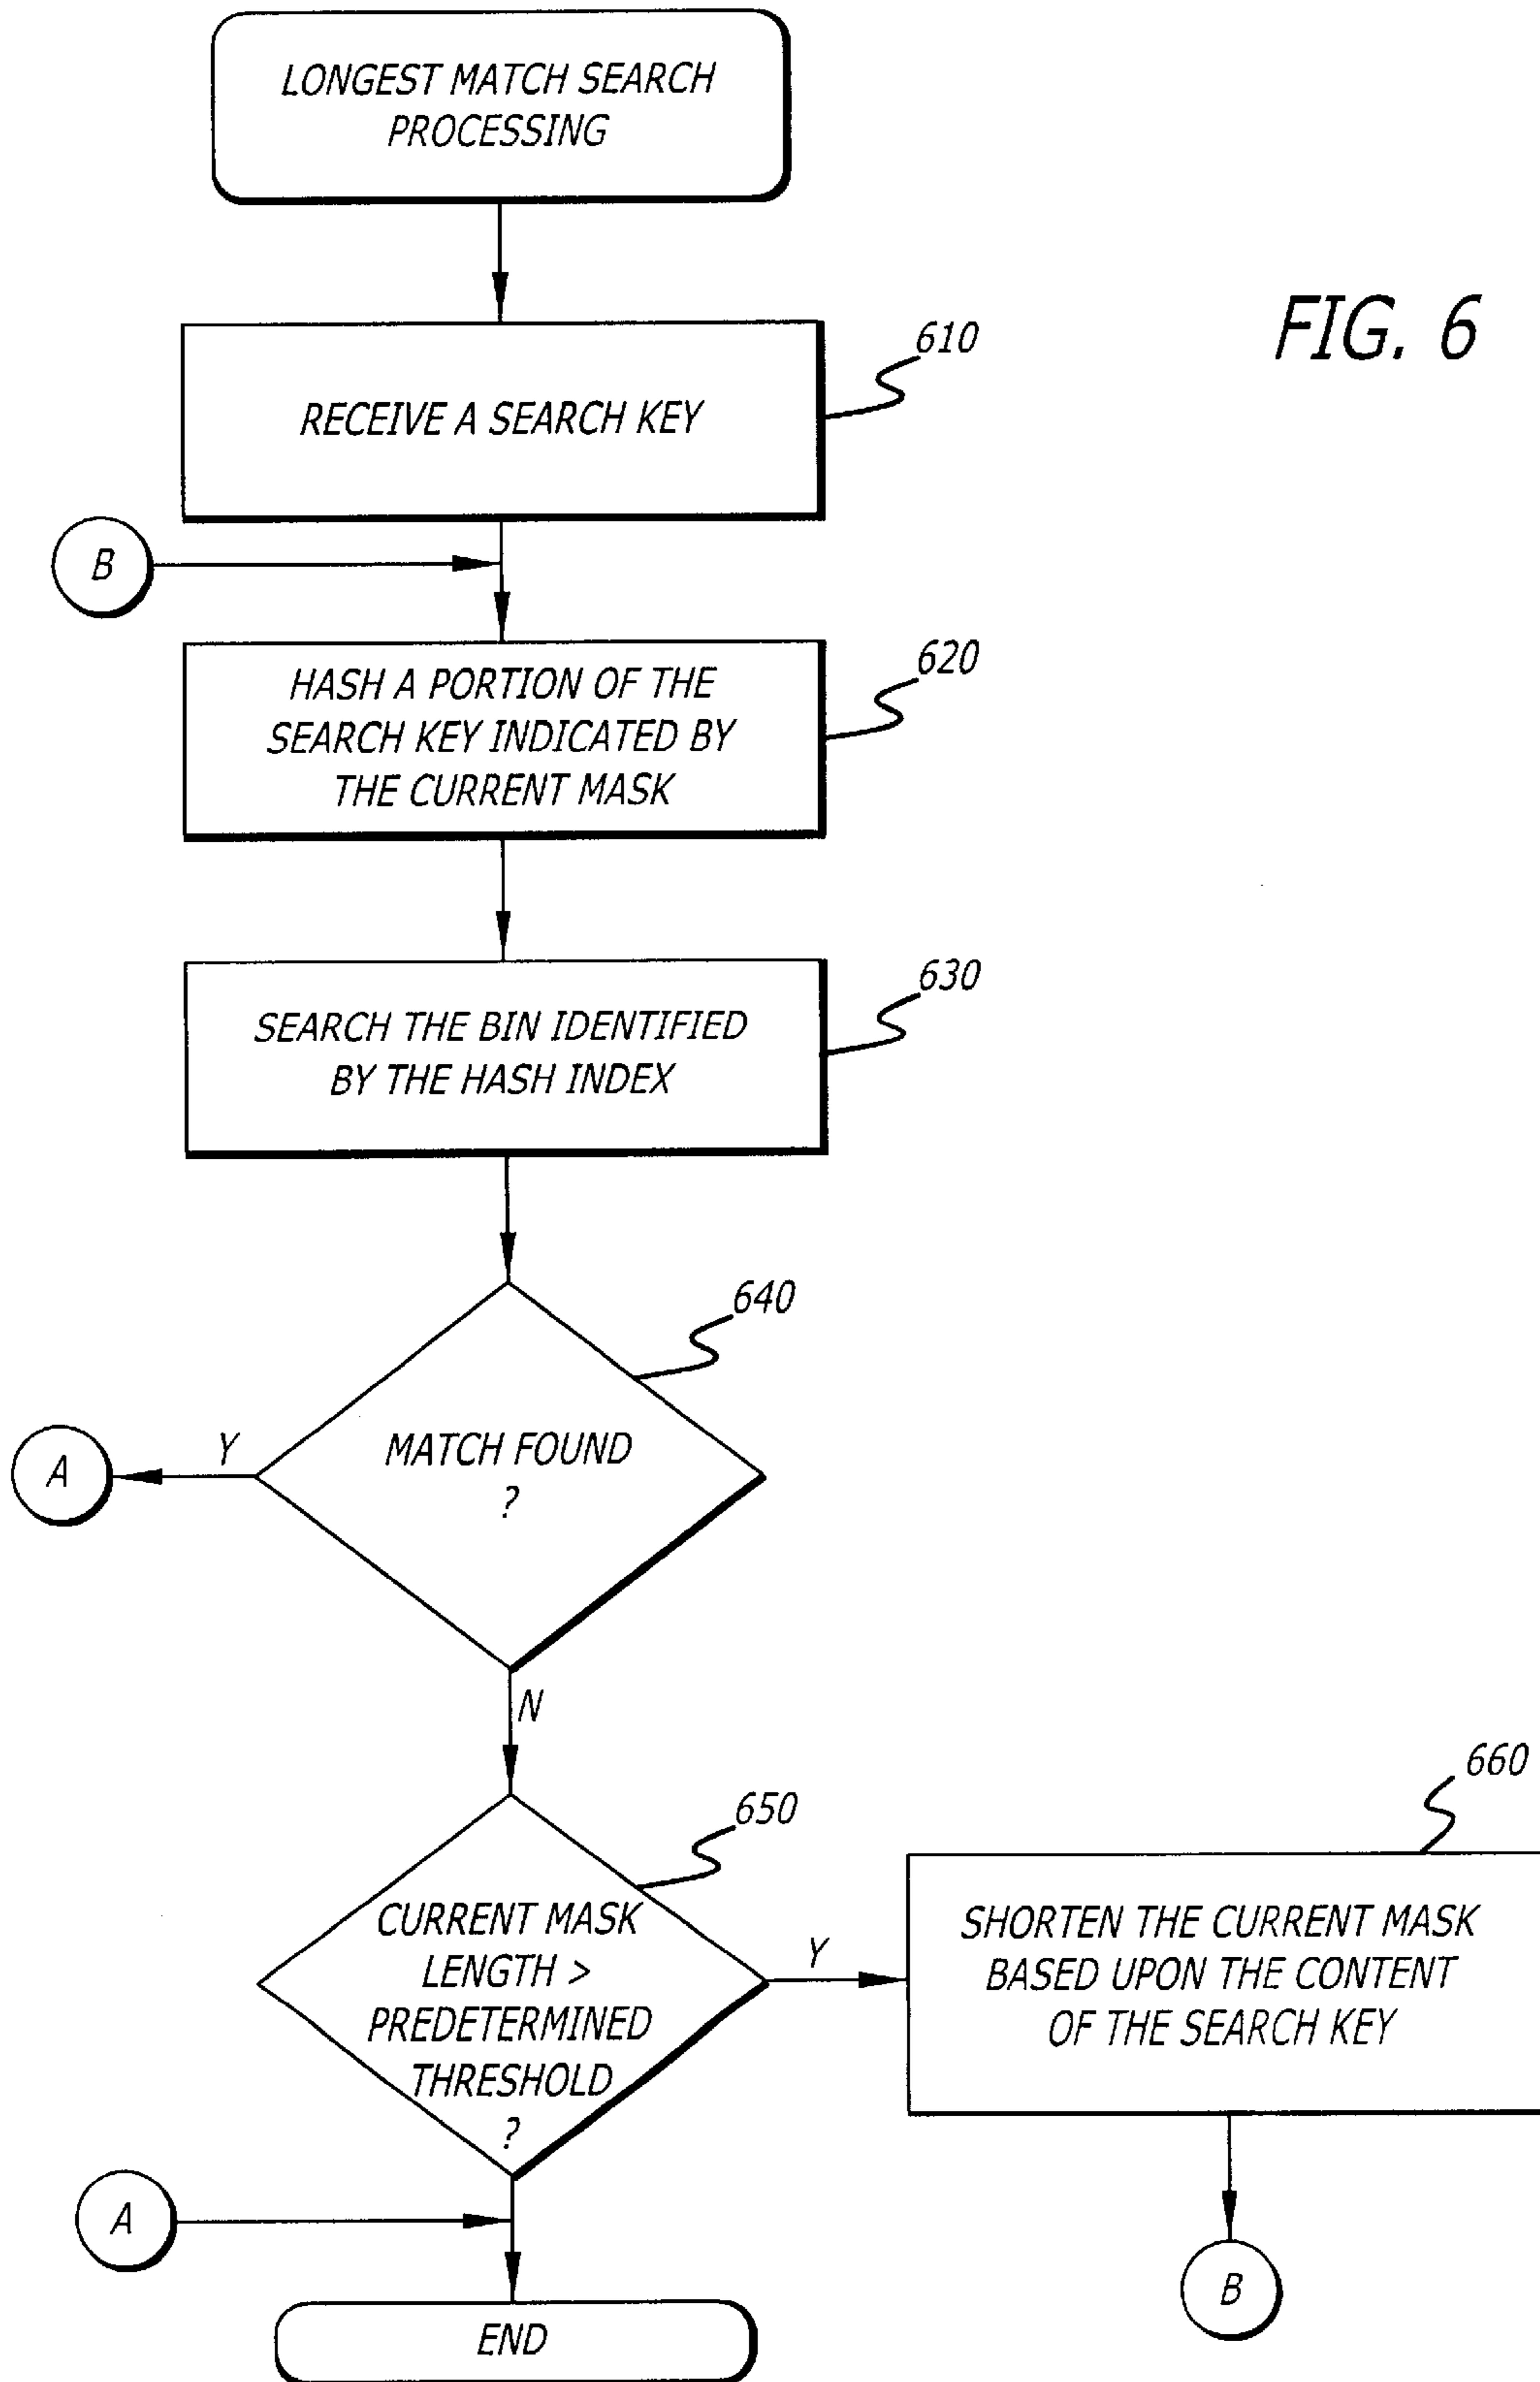 LONGEST MATCH SEARCH
PROCESSING
FIG. 6
610
RECEIVE A SEARCH KEY
B
620
HASH A PORTION OF THE
SEARCH KEY INDICATED BY
THE CURRENT MASK
630
SEARCH THE BIN IDENTIFIED
BY THE HASH INDEX
640
MATCH FOUND
?
Y
A
N
650
CURRENT MASK
LENGTH >
PREDETERMINED
THRESHOLD
?
Y
660
SHORTEN THE CURRENT MASK
BASED UPON THE CONTENT
OF THE SEARCH KEY
A
B
END